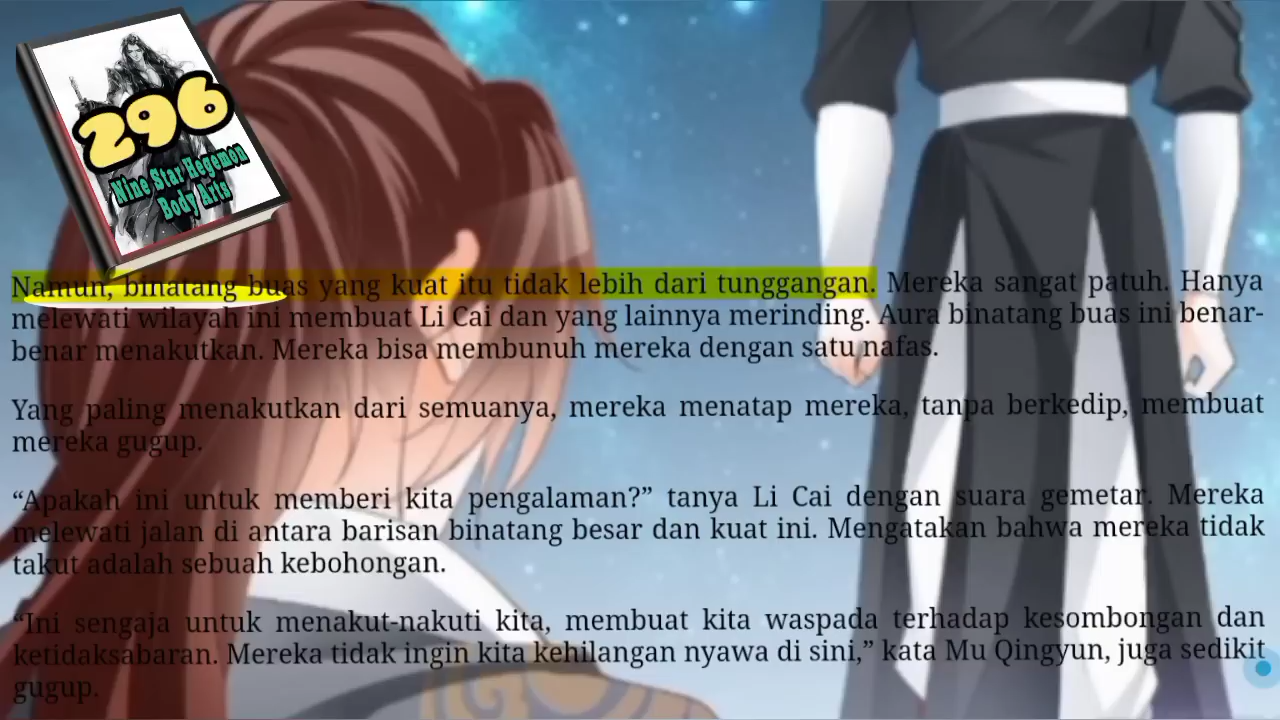 296
Nine Star Hegemon
Body Arts
Namun, binatang buas yang kuat itu tidak lebih dari tunggangan. Mereka sangat patuh. Hanya
melewati wilayah ini membuat Li Cai dan yang lainnya merinding. Aura binatang buas ini benar-
benar menakutkan. Mereka bisa membunuh mereka dengan satu nafas.
Yang paling menakutkan dari semuanya, mereka menatap mereka, tanpa berkedip, membuat
mereka gugup.
“Apakah ini untuk memberi kita pengalaman?” tanya Li Cai dengan suara gemetar. Mereka
melewati jalan di antara barisan binatang besar dan kuat ini. Mengatakan bahwa mereka tidak
takut adalah sebuah kebohongan.
“Ini sengaja untuk menakut-nakuti kita, membuat kita waspada terhadap kesombongan dan
ketidaksabaran. Mereka tidak ingin kita kehilangan nyawa di sini,” kata Mu Qingyun, juga sedikit
gugup.